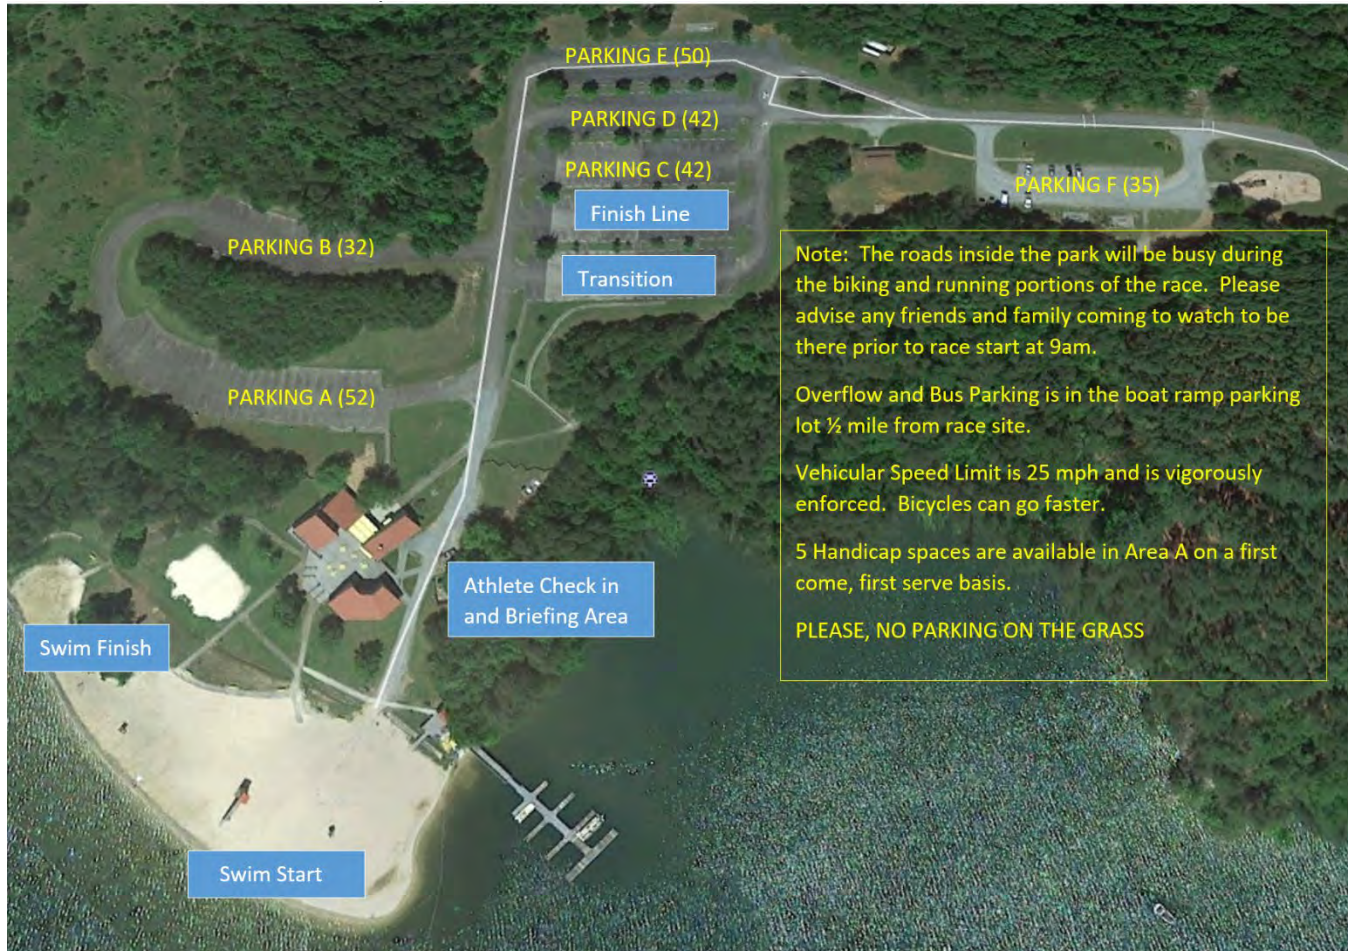 PARKING E (50)
PARKING D (42)
PARKING C (42)
PARKING F (35)
Finish Line
PARKING B (32)
Transition
PARKING A (52)
Note:  The roads inside the park will be busy during
the biking and running portions of the race.  Please
advise any friends and family coming to watch to be
there prior to race start at 9am.
Overflow and Bus Parking is in the boat ramp parking
lot ½ mile from race site.
Vehicular Speed Limit is 25 mph and is vigorously
enforced.  Bicycles can go faster.
5 Handicap spaces are available in Area A on a first
come, first serve basis.
PLEASE, NO PARKING ON THE GRASS
Athlete Check in
and Briefing Area
Swim Finish
Swim Start